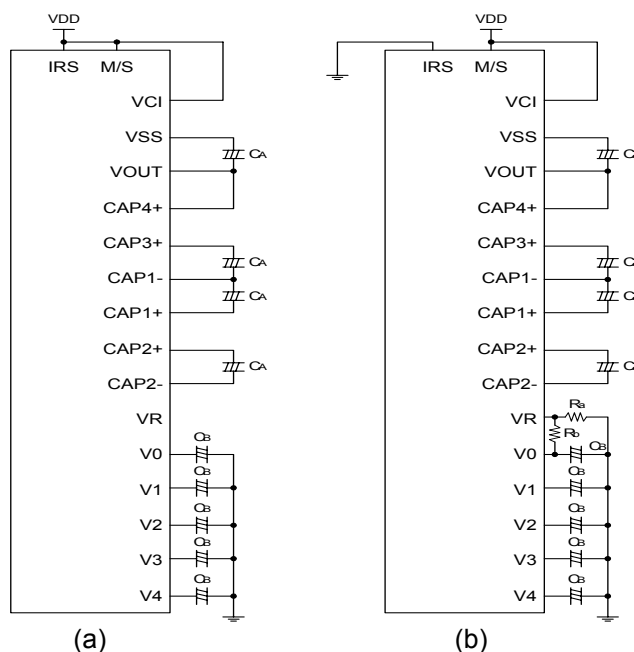 VDD
IRS M/S
VCI
VSS
CA
VOUT
CAP4+
CAP3+
CA
CAP1-
CA
CAP1+
CAP2+
CA
CAP2-
VR
CB
V0
CB
V1
CB
V2
CB
V3
CB
V4
(a)
VDD
IRS M/S
VCI
VSS
VOUT
CAP4+
CAP3+
CAP1-
CAP1+
CAP2+
CAP2-
Ra
VR
Rb
CB
V0
CB
V1
CB
V2
CB
V3
CB
V4
(b)